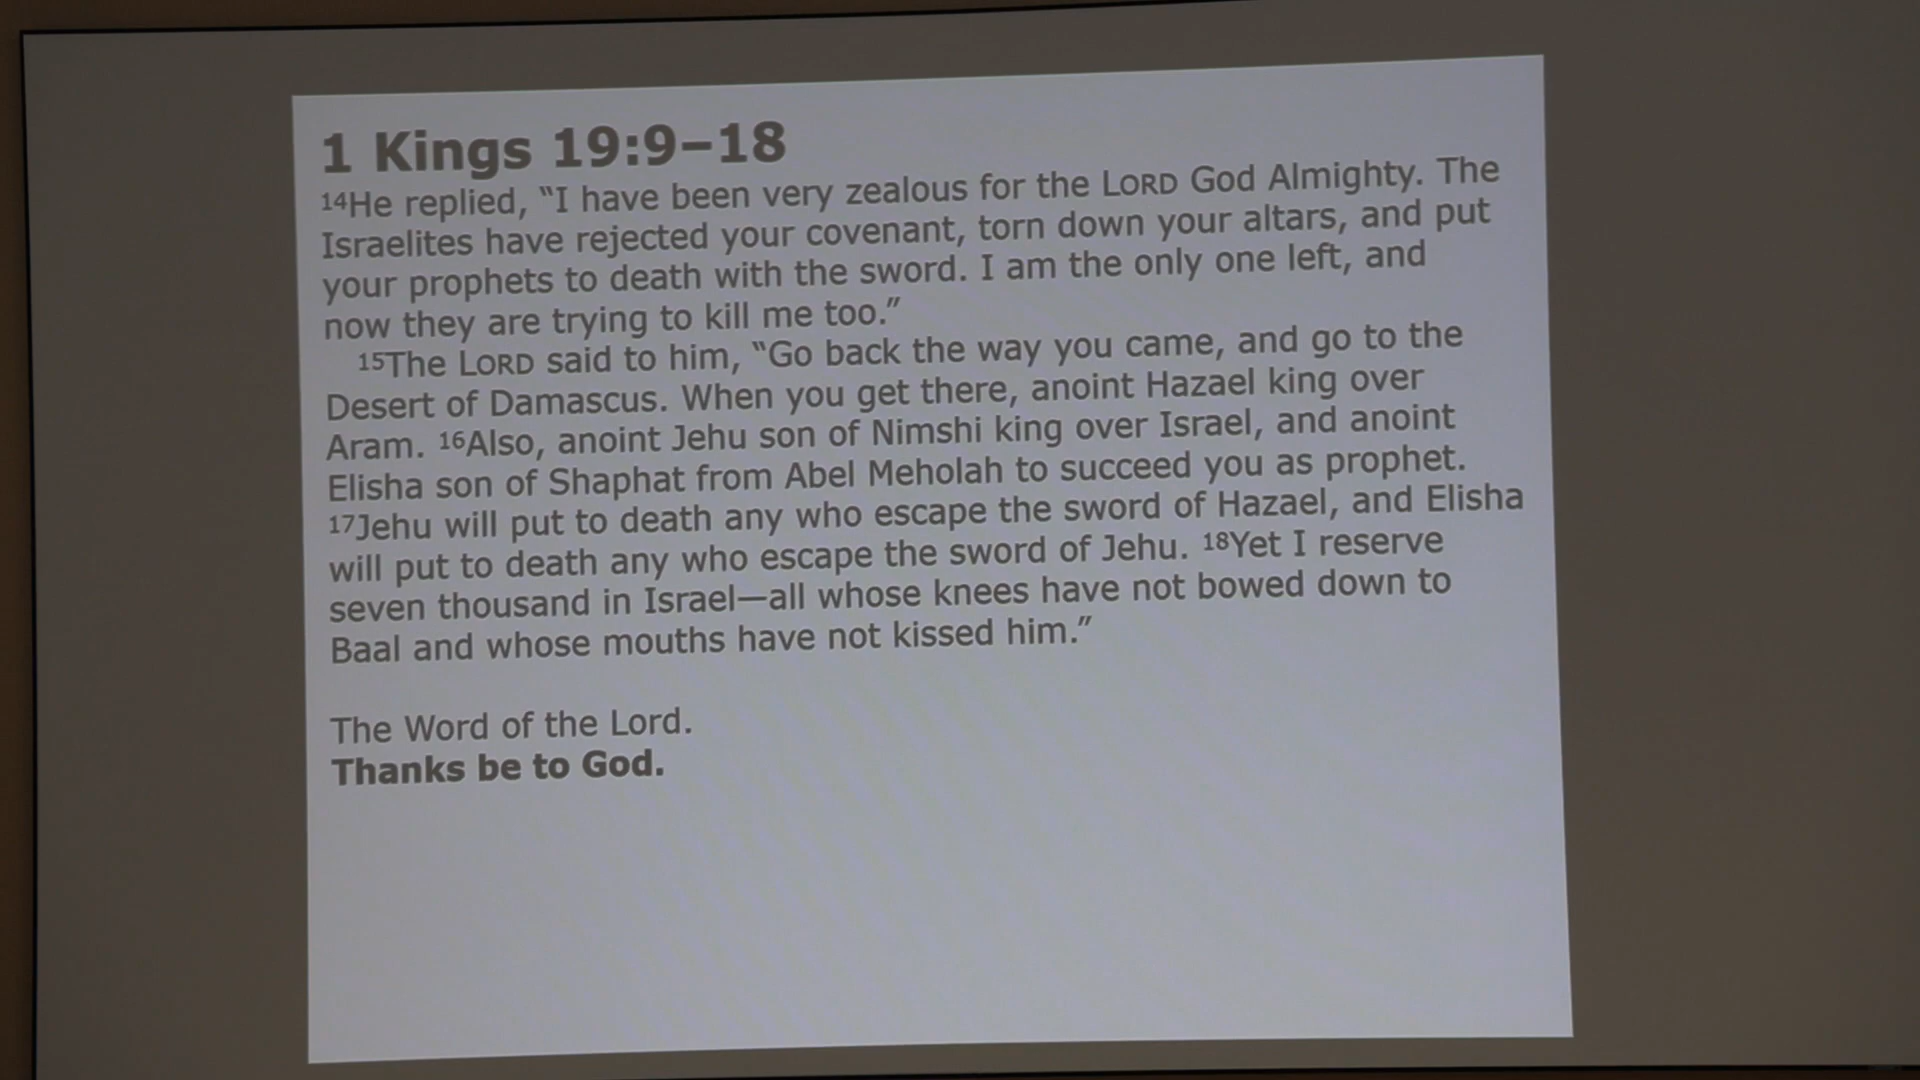 1 Kings 19:9–18
14He replied, “I have been very zealous for the LORD God Almighty. The
Israelites have rejected your covenant, torn down your altars, and put
your prophets to death with the sword. I am the only one left, and
now they are trying to kill me too.”
15The LORD said to him, “Go back the way you came, and go to the
Desert of Damascus. When you get there, anoint Hazael king over
Aram. 16Also, anoint Jehu son of Nimshi king over Israel, and anoint
Elisha son of Shaphat from Abel Meholah to succeed you as prophet.
17Jehu will put to death any who escape the sword of Hazael, and Elisha
will put to death any who escape the sword of Jehu. 18Yet I reserve
seven thousand in Israel—all whose knees have not bowed down to
Baal and whose mouths have not kissed him.”
The Word of the Lord.
Thanks be to God.